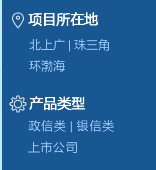 项目所在地
北上广 | 珠三角
环渤海
产品类型
政信类 | 银信类
上市公司